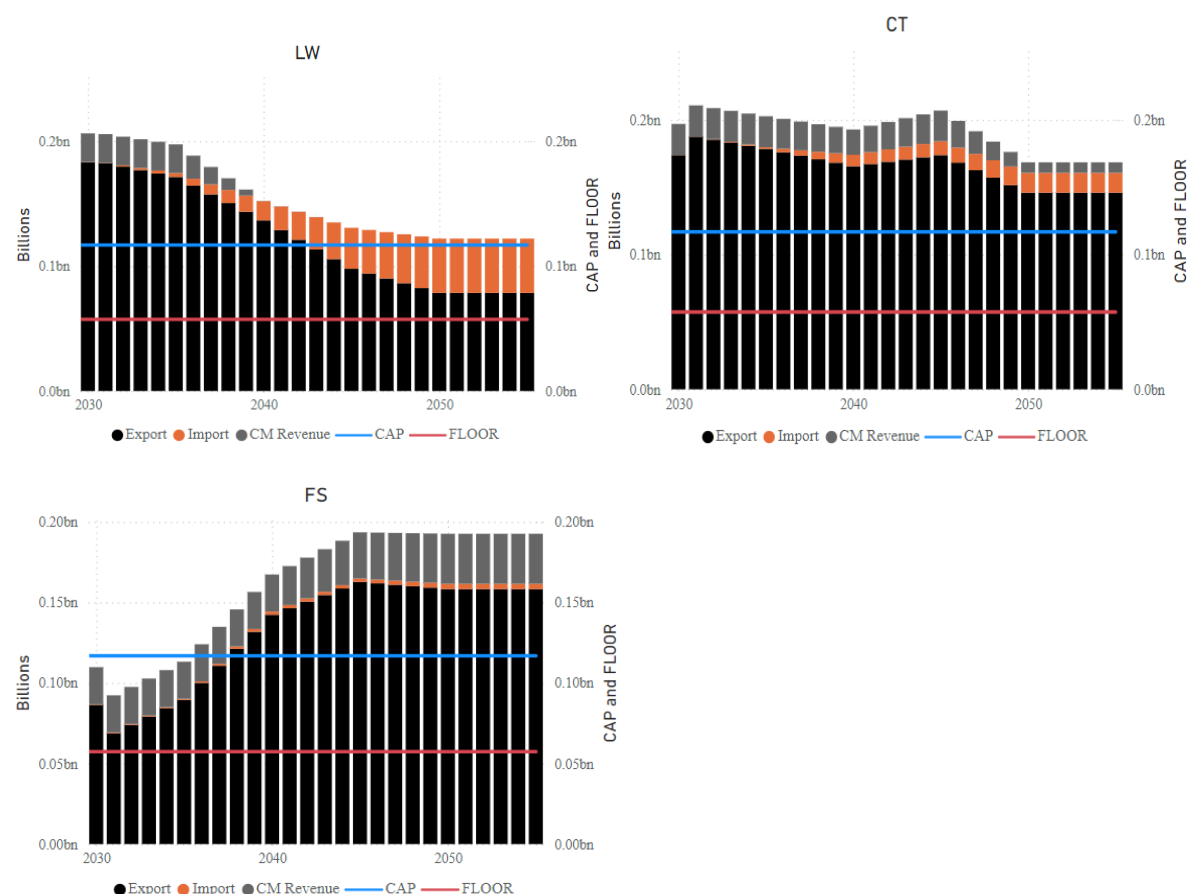 LW
0.2bn
0.1bn
0.0bn
Billions
0.2bn
0.1bn
0.0bn
CAP and FLOOR
2030
2040
2050
Export Import CM Revenue CAP FLOOR
CT
0.2bn
0.1bn
0.0bn
Billions
0.2bn
0.1bn
0.0bn
CAP and FLOOR
2030
2040
2050
Export Import CM Revenue CAP FLOOR
FS
0.20bn
0.15bn
0.10bn
0.05bn
0.00bn
Billions
0.20bn
0.15bn
0.10bn
0.05bn
0.00bn
CAP and FLOOR
2030
2040
2050
Export Import CM Revenue CAP FLOOR